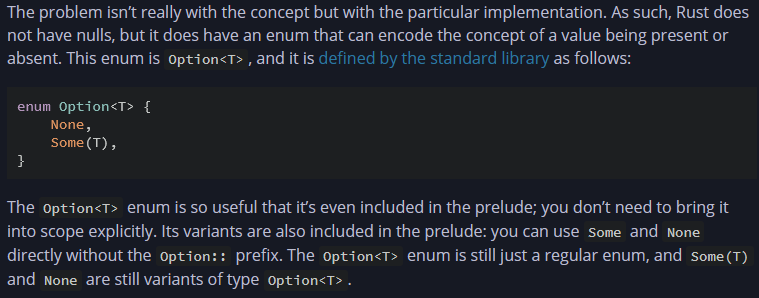 The problem isn’t really with the concept but with the particular implementation. As such, Rust does
not have nulls, but it does have an enum that can encode the concept of a value being present or
absent. This enum is Option<T> , and it is defined by the standard library as follows:
enum Option<T> {
    None,
    Some(T),
}
The Option<T> enum is so useful that it’s even included in the prelude; you don’t need to bring it
into scope explicitly. Its variants are also included in the prelude: you can use Some and None
directly without the Option:: prefix. The Option<T> enum is still just a regular enum, and Some(T)
and None are still variants of type Option<T> .